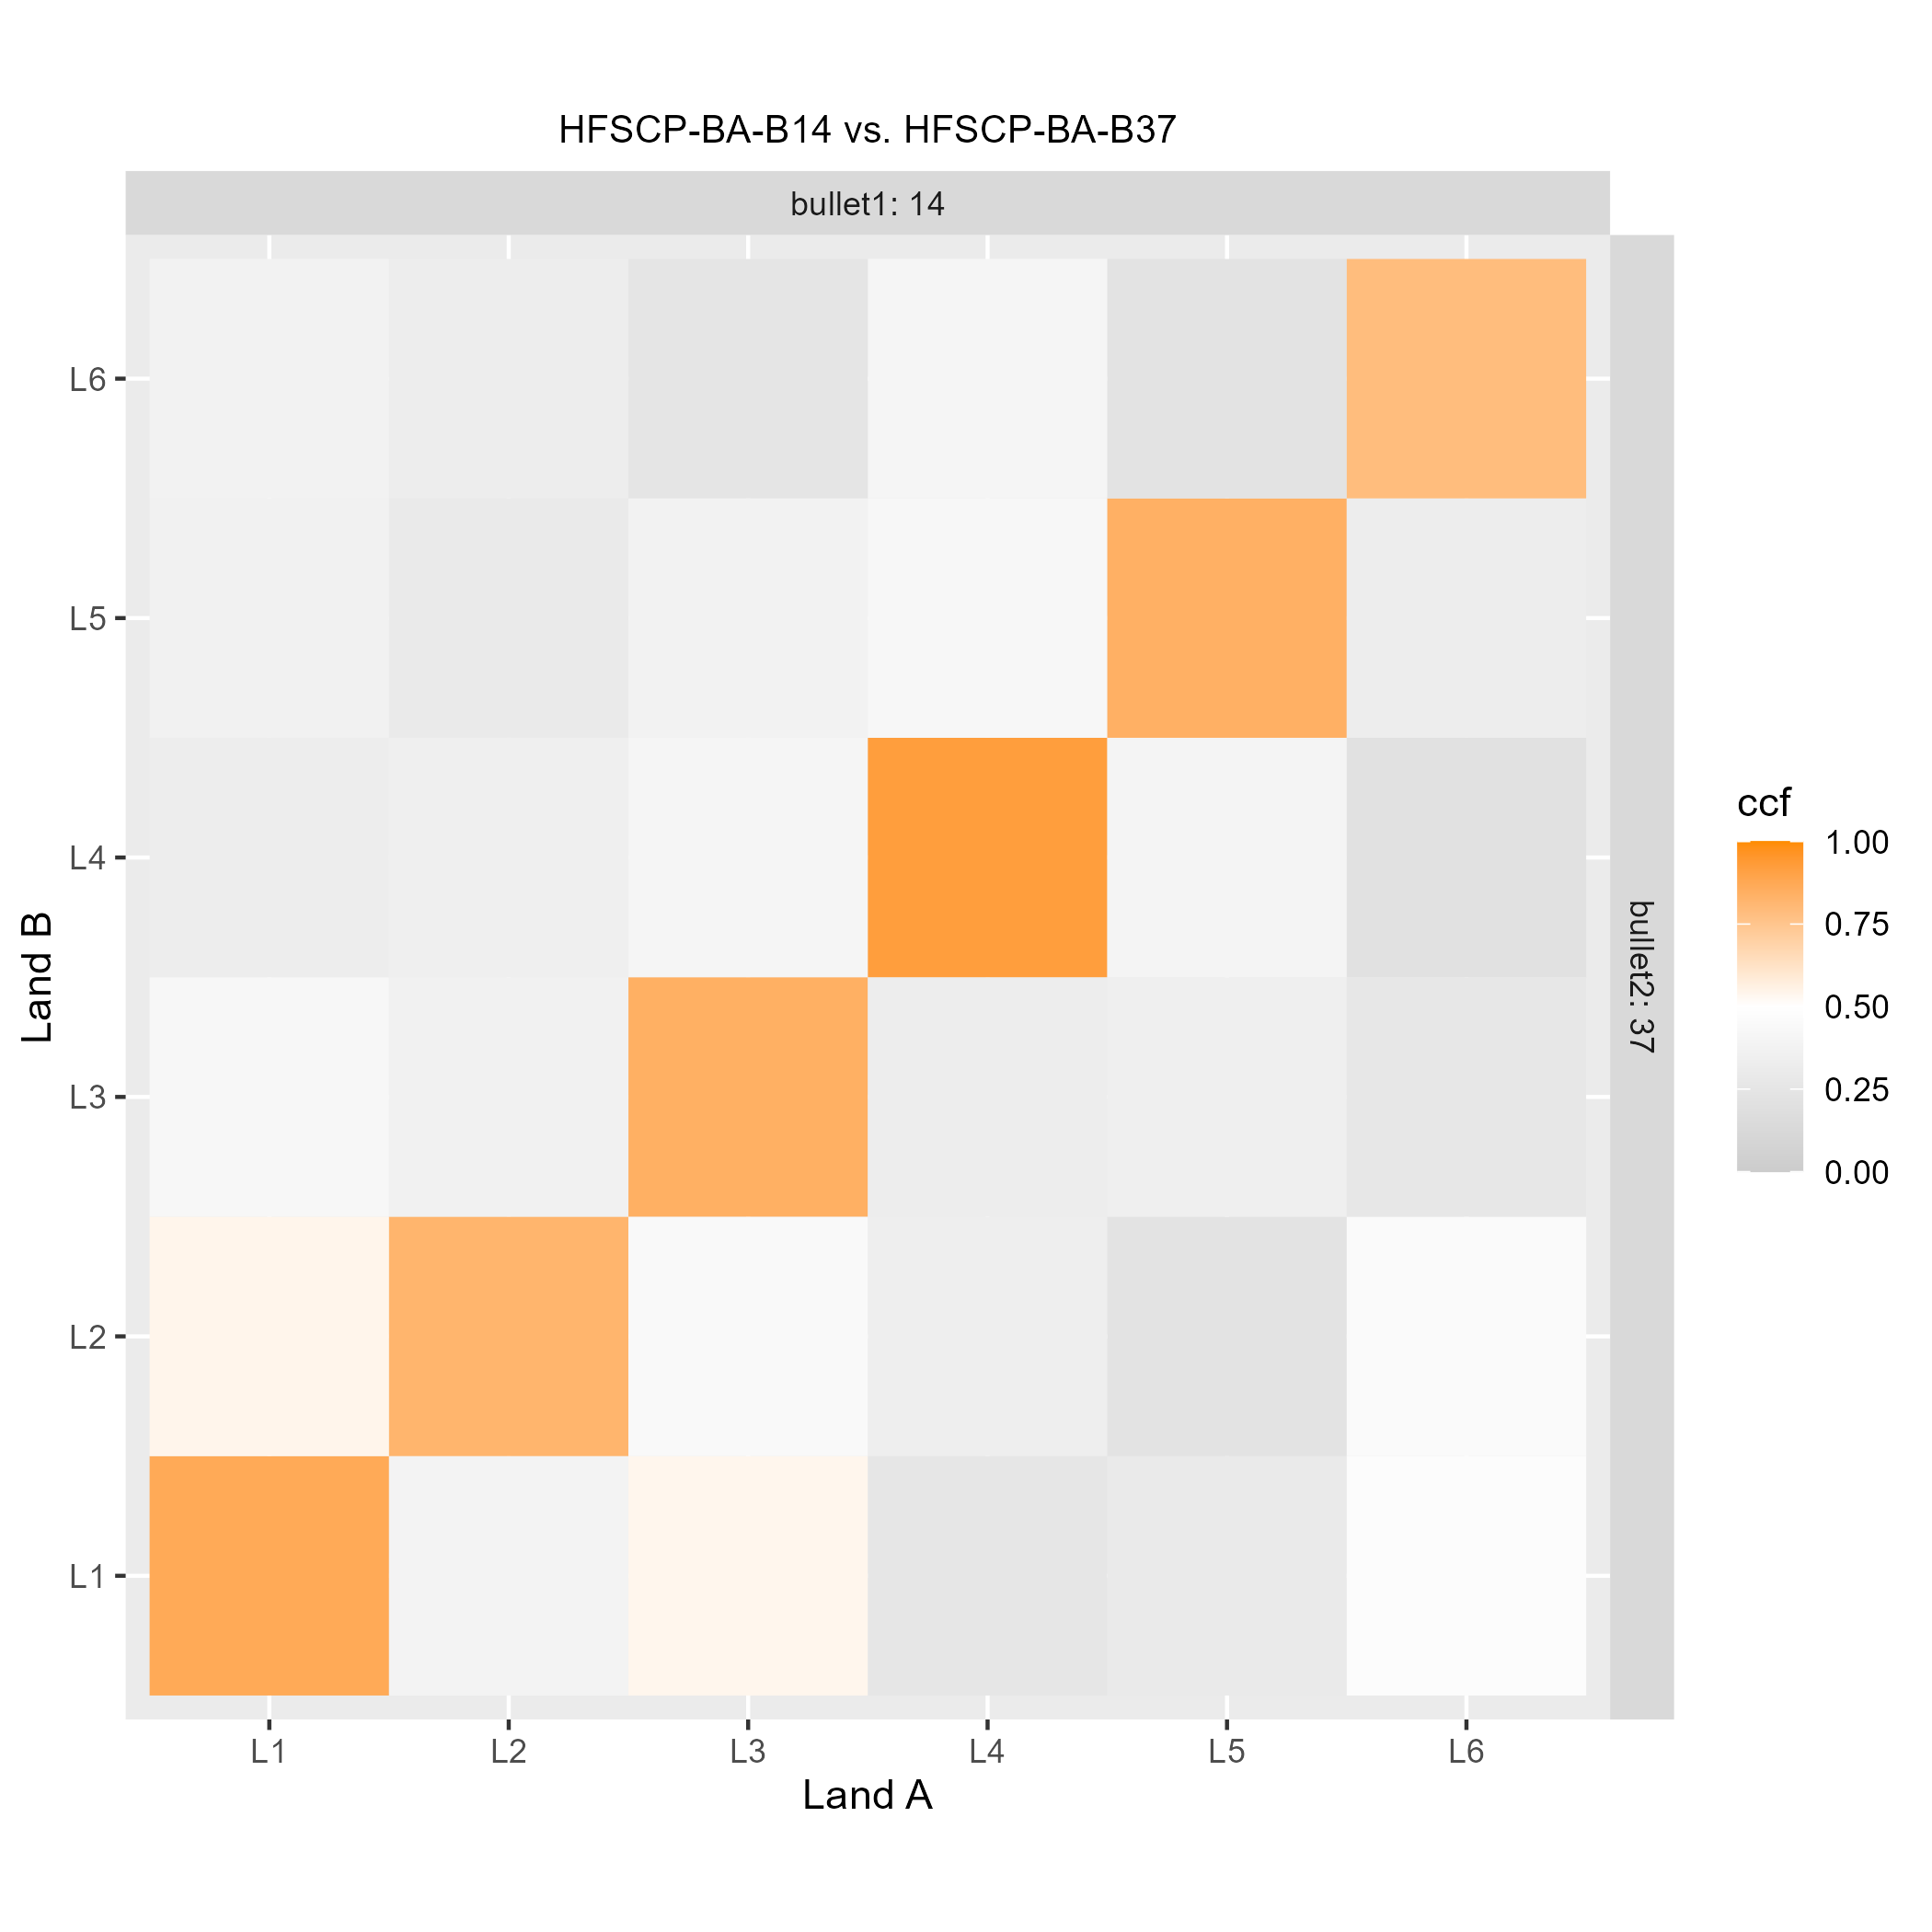 HFSCP-BA-B14 vs. HFSCP-BA-B37
bullet1: 14
L6
L5
L4
L3
L2
L1
Land B
L1 L2 L3 L4 L5 L6
Land A
bullet2: 37
ccf
1.00
0.75
0.50
0.25
0.00